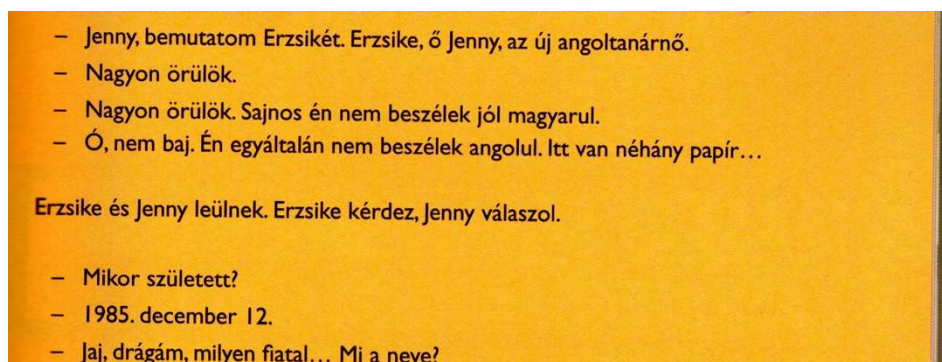 – Jenny, bemutatom Erzsikét. Erzsike, ő Jenny, az új angoltanárnő.
– Nagyon örülök.
– Nagyon örülök. Sajnos én nem beszélek jól magyarul.
– Ó, nem baj. Én egyáltalán nem beszélek angolul. Itt van néhány papír…
Erzsike és Jenny leülnek. Erzsike kérdez, Jenny válaszol.
– Mikor született?
– 1985. december 12.
– Jaj, drágám, milyen fiatal… Mi a neve?